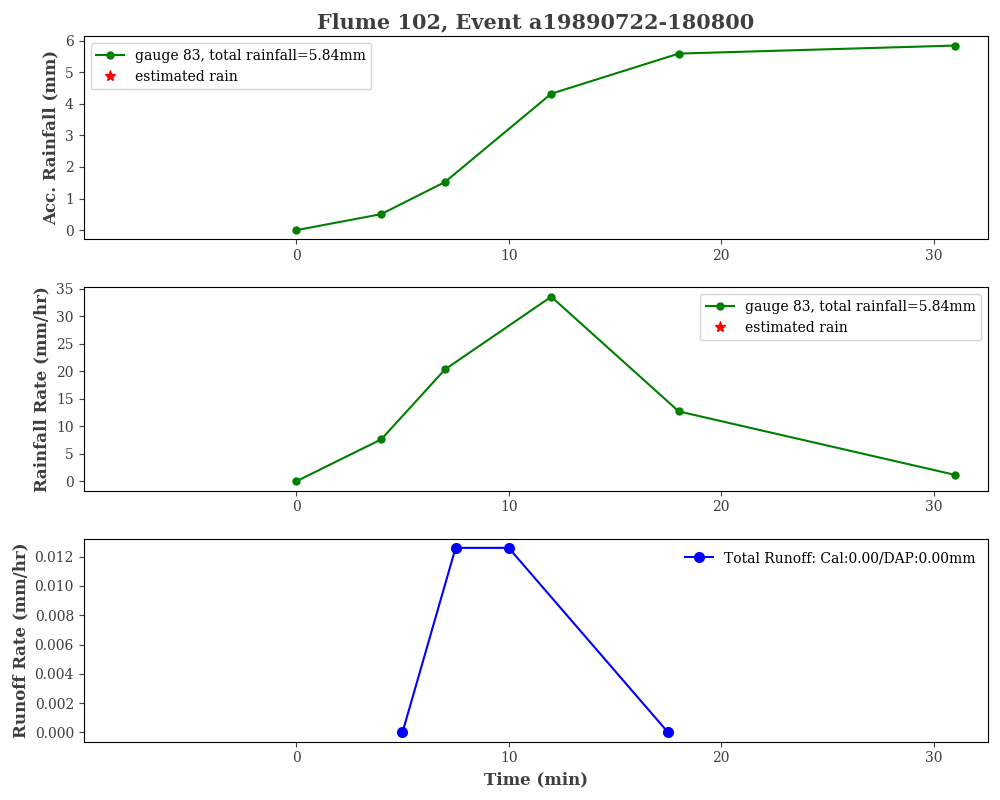 Flume 102, Event a19890722-180800
Acc. Rainfall (mm)
6
5
4
3
2
1
0
gauge 83, total rainfall=5.84mm
estimated rain
0 10 20 30
Rainfall Rate (mm/hr)
35
30
25
20
15
10
5
0
gauge 83, total rainfall=5.84mm
estimated rain
0 10 20 30
Runoff Rate (mm/hr)
0.012
0.010
0.008
0.006
0.004
0.002
0.000
Total Runoff: Cal:0.00/DAP:0.00mm
0 10 20 30
Time (min)